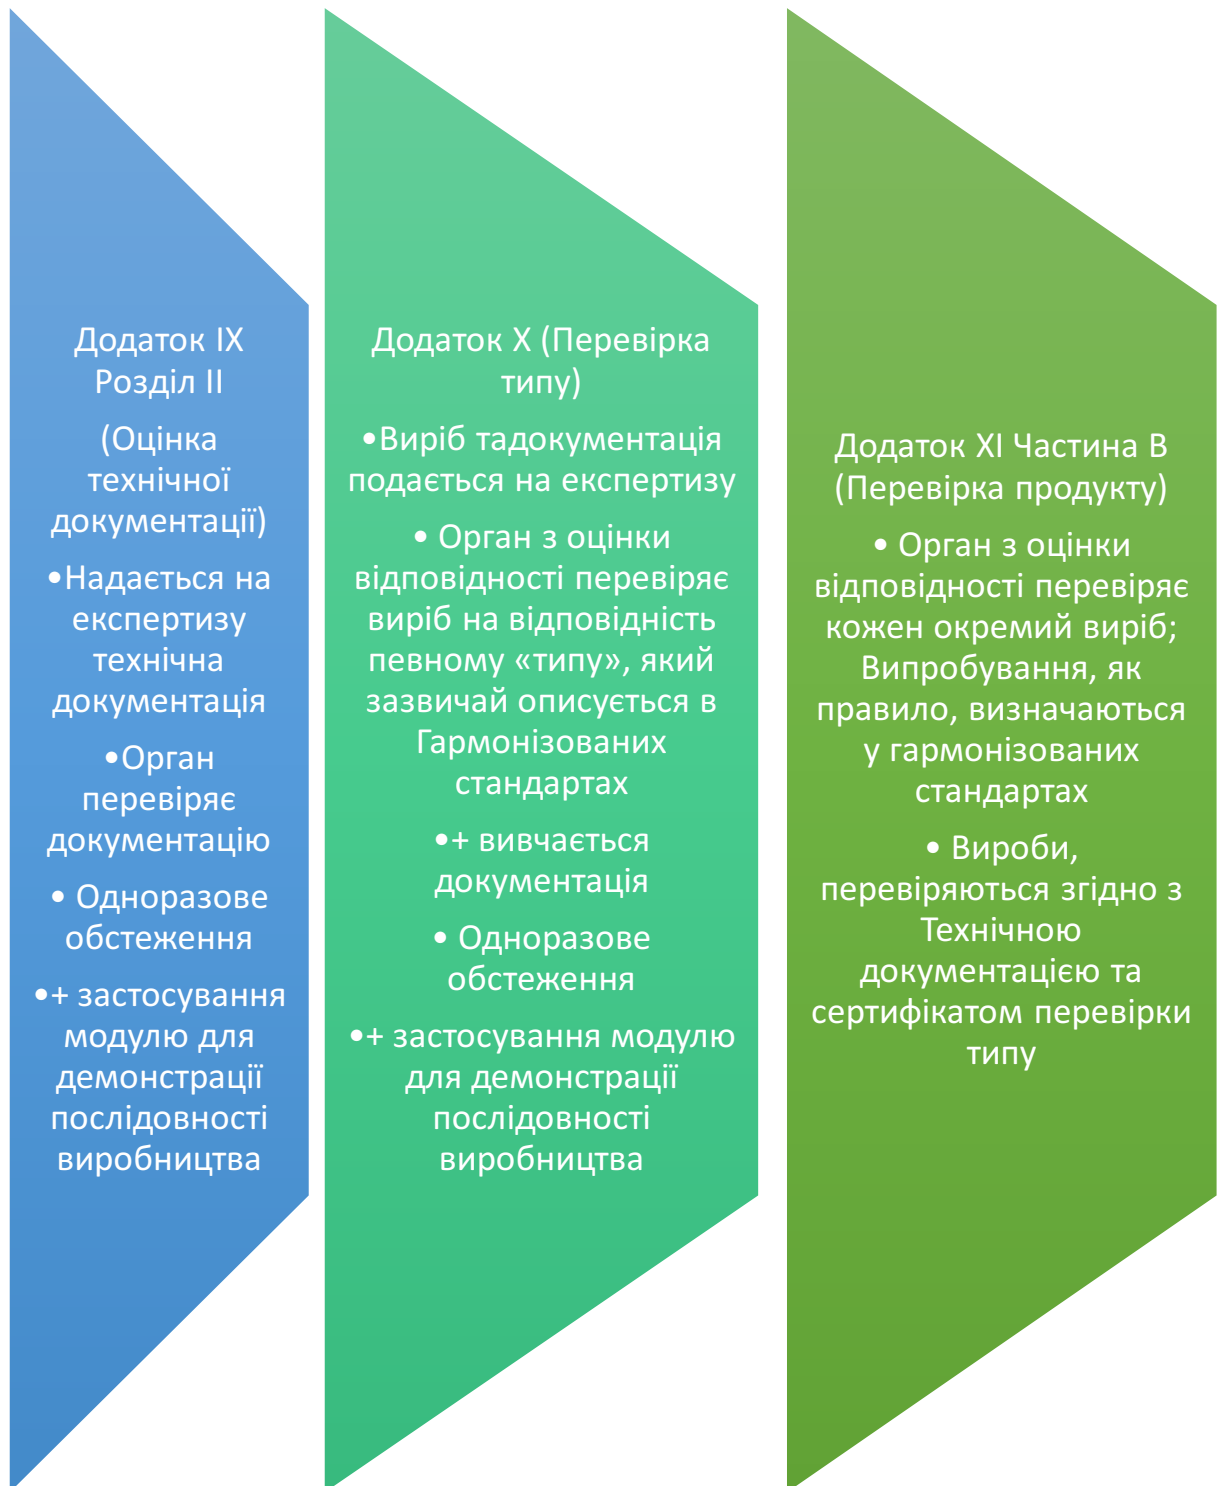 Додаток IX
Розділ II
(Оцінка
технічної
документації)
•Надається на
експертизу
технічна
документація
•Орган
перевіряє
документацію
• Одноразове
обстеження
•+ застосування
модулю для
демонстрації
послідовності
виробництва
Додаток X (Перевірка
типу)
•Виріб тадокументація
подається на експертизу
• Орган з оцінки
відповідності перевіряє
виріб на відповідність
певному «типу», який
зазвичай описується в
Гармонізованих
стандартах
•+ вивчається
документація
• Одноразове
обстеження
•+ застосування модулю
для демонстрації
послідовності
виробництва
Додаток XI Частина B
(Перевірка продукту)
• Орган з оцінки
відповідності перевіряє
кожен окремий виріб;
Випробування, як
правило, визначаються
у гармонізованих
стандартах
• Вироби,
перевіряються згідно з
Технічною
документацією та
сертифікатом перевірки
типу